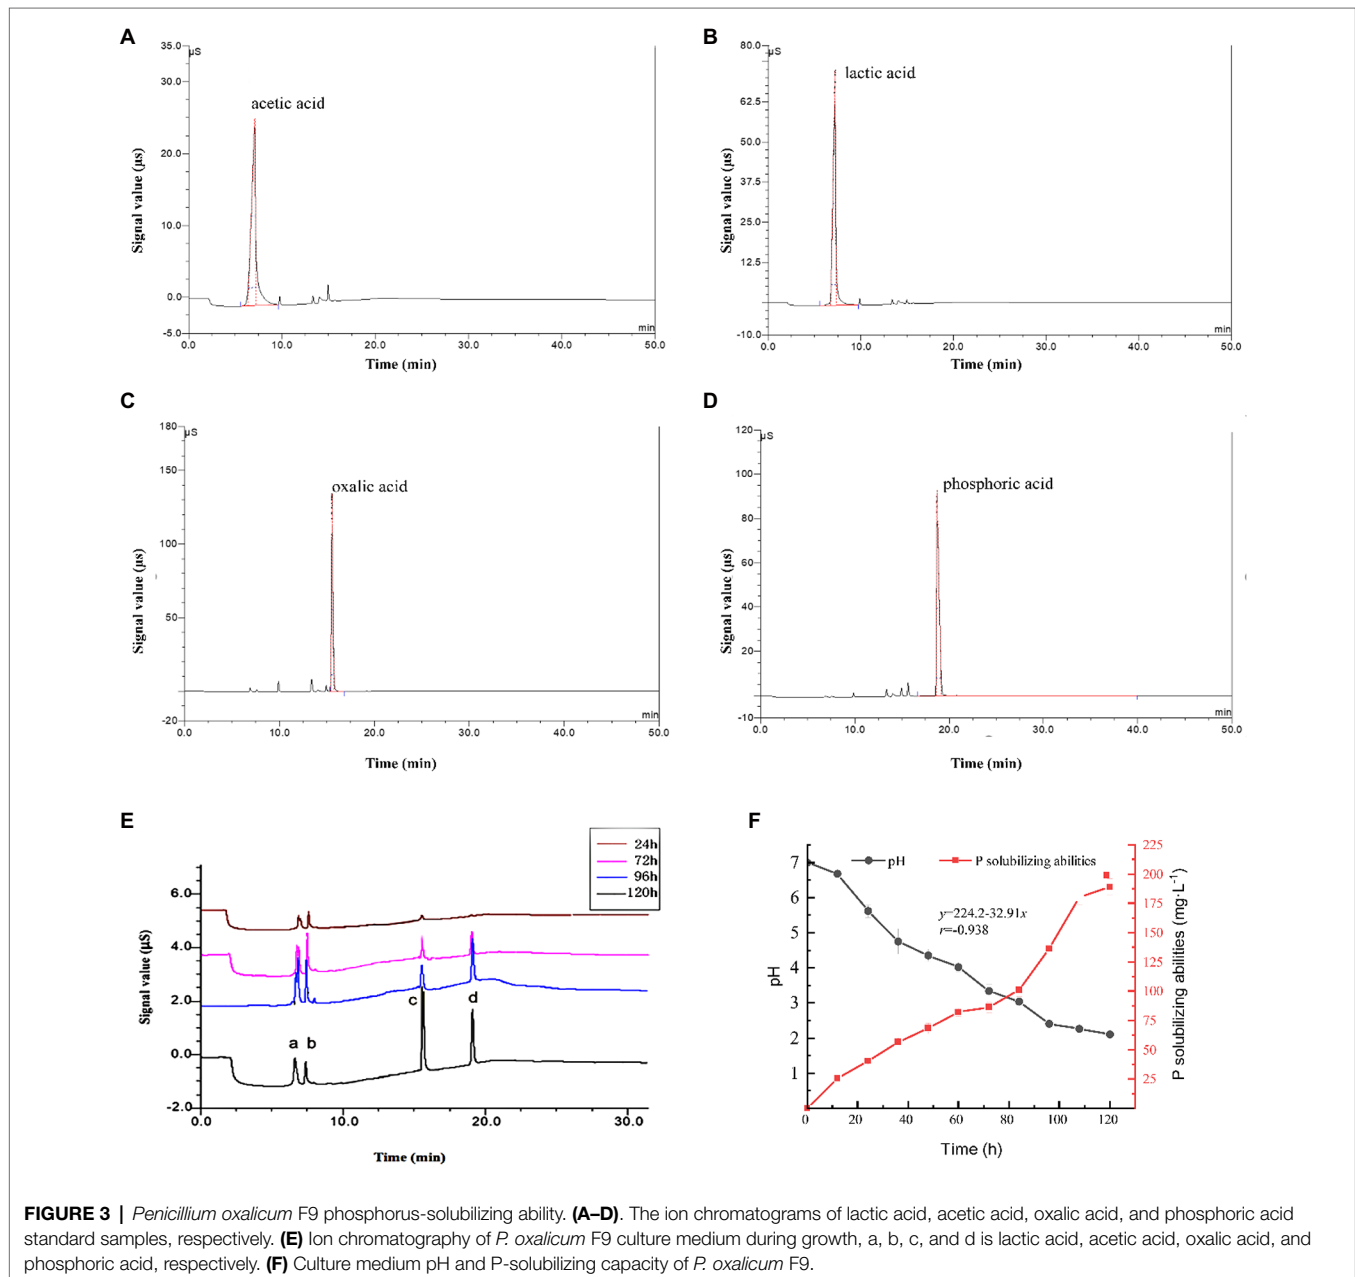 A
35.0
µS
30.0
acetic acid
20.0
10.0
0.0
-5.0
min
0.0 10.0 20.0 30.0 40.0 50.0
Signal value (µs)
Time (min)
B
80.0
µS
lactic acid
62.5
50.0
37.5
25.0
12.5
-10.0
min
0.0 10.0 20.0 30.0 40.0 50.0
Signal value (µs)
Time (min)
C
180
µS
150
oxalic acid
100
50
-20
min
0.0 10.0 20.0 30.0 40.0 50.0
Signal value (µs)
Time (min)
D
120
µS
100
phosphoric acid
80
60
40
20
-10
min
0.0 10.0 20.0 30.0 40.0 50.0
Signal value (µs)
Time (min)
E
24h
72h
96h
120h
6.0
4.0
2.0
0.0
-2.0
a b c d
0.0 10.0 20.0 30.0
Signal value (µS)
Time (min)
F
pH P solubilizing abilities
y=224.2-32.91x
r=-0.938
7
6
5
4
3
2
1
225
200
175
150
125
100
75
50
25
0 20 40 60 80 100 120
pH
P solubilizing abilities (mg·L-1)
Time (h)
FIGURE 3 | Penicillium oxalicum F9 phosphorus-solubilizing ability. (A–D). The ion chromatograms of lactic acid, acetic acid, oxalic acid, and phosphoric acid
standard samples, respectively. (E) Ion chromatography of P. oxalicum F9 culture medium during growth, a, b, c, and d is lactic acid, acetic acid, oxalic acid, and
phosphoric acid, respectively. (F) Culture medium pH and P-solubilizing capacity of P. oxalicum F9.